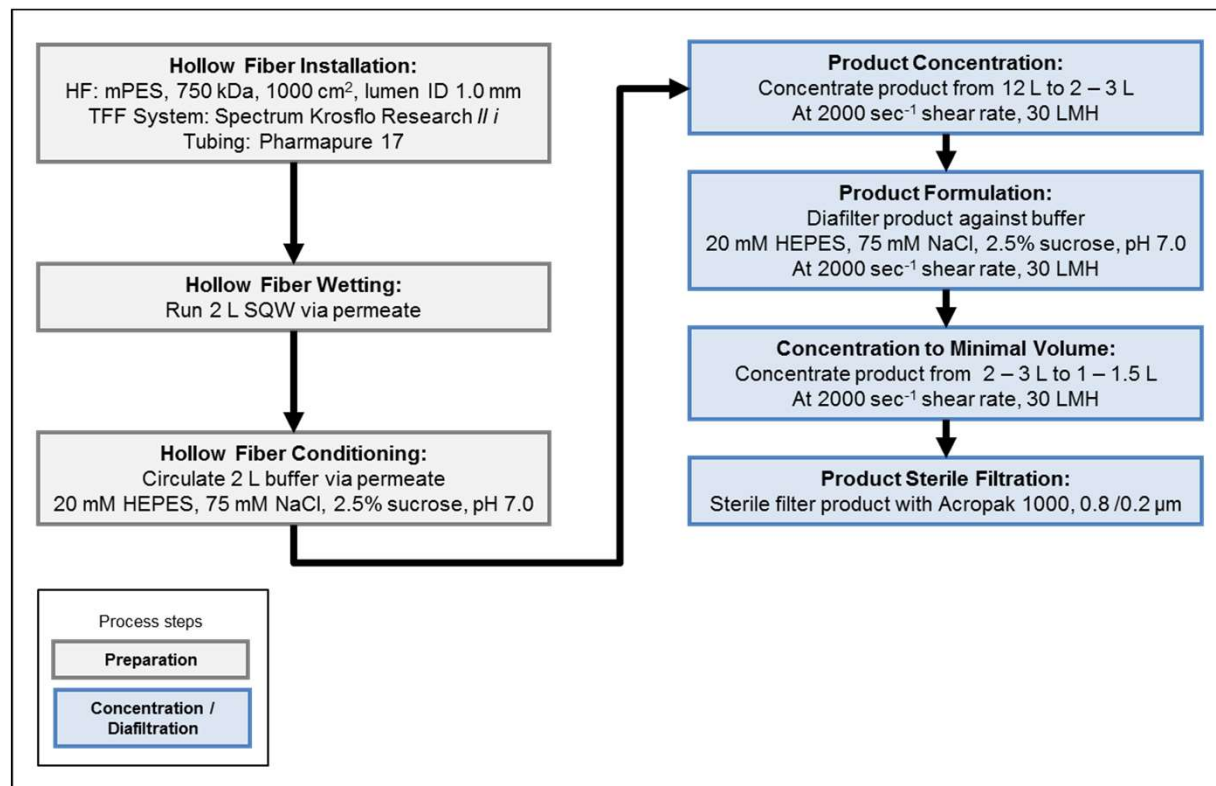 Hollow Fiber Installation:
HF: mPES, 750 kDa, 1000 cm², lumen ID 1.0 mm
TFF System: Spectrum Krosflo Research II i
Tubing: Pharmapure 17
Hollow Fiber Wetting:
Run 2 L SQW via permeate
Hollow Fiber Conditioning:
Circulate 2 L buffer via permeate
20 mM HEPES, 75 mM NaCl, 2.5% sucrose, pH 7.0
Product Concentration:
Concentrate product from 12 L to 2 – 3 L
At 2000 sec⁻¹ shear rate, 30 LMH
Product Formulation:
Diafilter product against buffer
20 mM HEPES, 75 mM NaCl, 2.5% sucrose, pH 7.0
At 2000 sec⁻¹ shear rate, 30 LMH
Concentration to Minimal Volume:
Concentrate product from 2 – 3 L to 1 – 1.5 L
At 2000 sec⁻¹ shear rate, 30 LMH
Product Sterile Filtration:
Sterile filter product with Acropak 1000, 0.8 /0.2 µm
Process steps
Preparation
Concentration /
Diafiltration